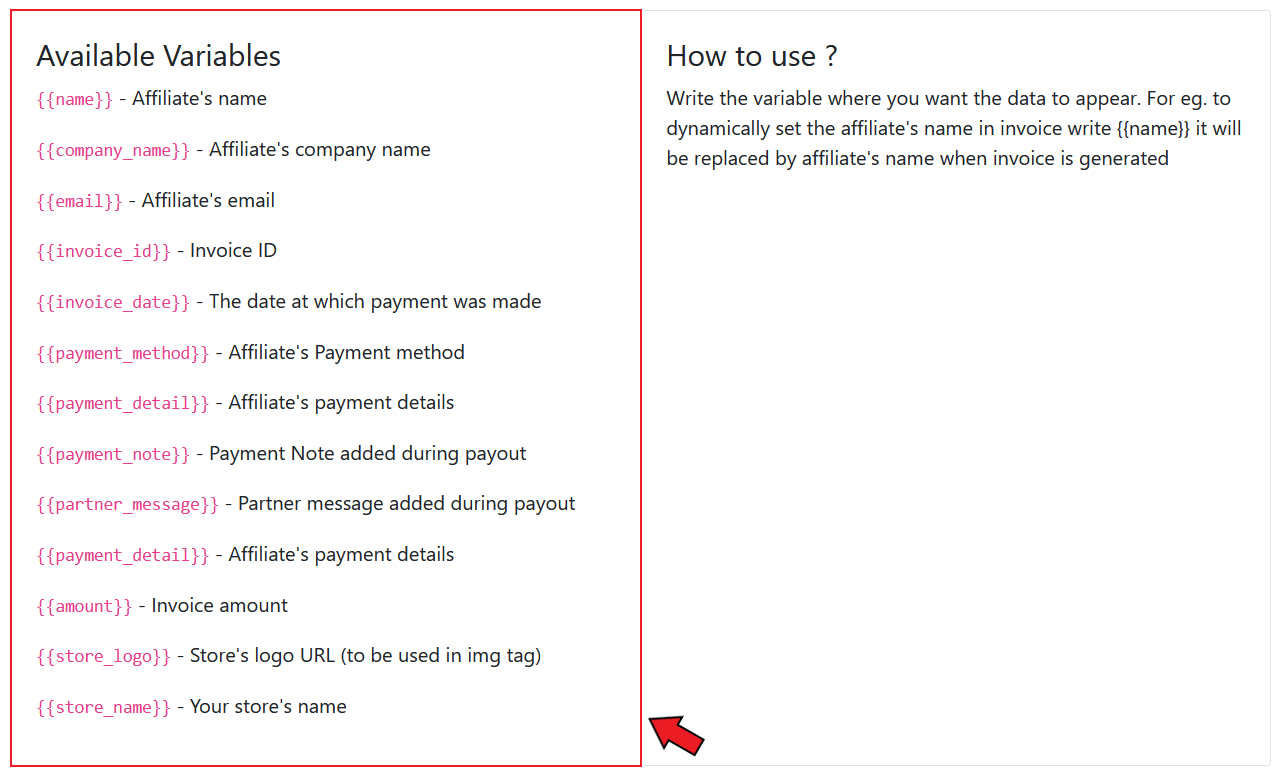 Available Variables
{{name}} - Affiliate's name
{{company_name}} - Affiliate's company name
{{email}} - Affiliate's email
{{invoice_id}} - Invoice ID
{{invoice_date}} - The date at which payment was made
{{payment_method}} - Affiliate's Payment method
{{payment_detail}} - Affiliate's payment details
{{payment_note}} - Payment Note added during payout
{{partner_message}} - Partner message added during payout
{{payment_detail}} - Affiliate's payment details
{{amount}} - Invoice amount
{{store_logo}} - Store's logo URL (to be used in img tag)
{{store_name}} - Your store's name
How to use ?
Write the variable where you want the data to appear. For eg. to
dynamically set the affiliate's name in invoice write {{name}} it will
be replaced by affiliate's name when invoice is generated